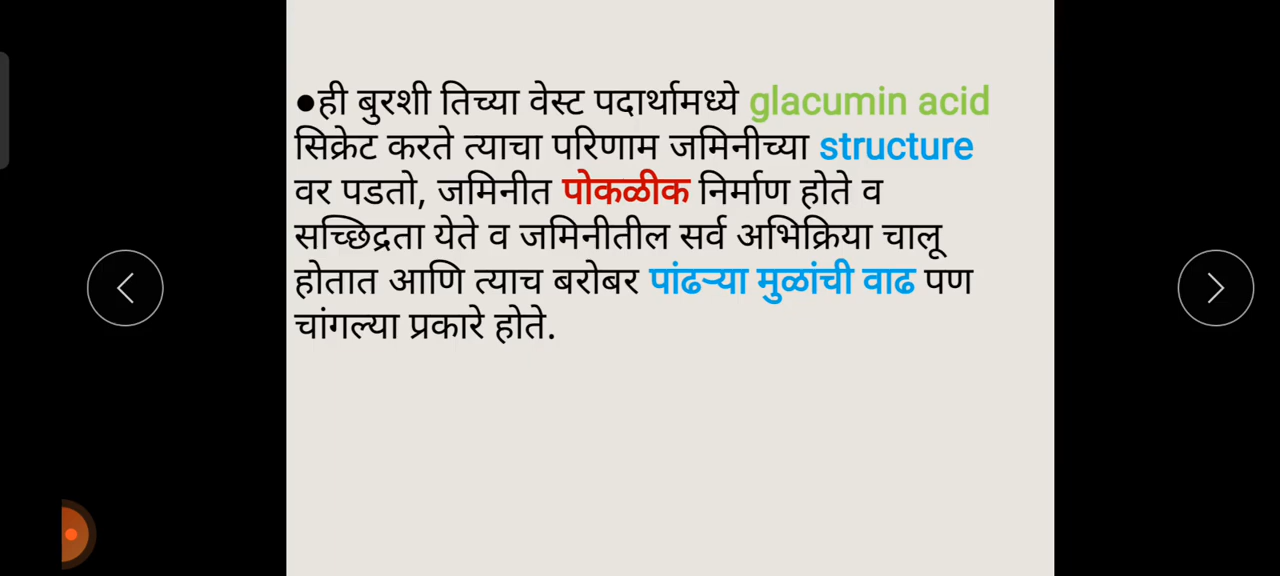 ●ही बुरशी तिच्या वेस्ट पदार्थामध्ये glacumin acid
सिक्रेट करते त्याचा परिणाम जमिनीच्या structure
वर पडतो, जमिनीत पोकळीक निर्माण होते व
सच्छिद्रता येते व जमिनीतील सर्व अभिक्रिया चालू
होतात आणि त्याच बरोबर पांढऱ्या मुळांची वाढ पण
चांगल्या प्रकारे होते.